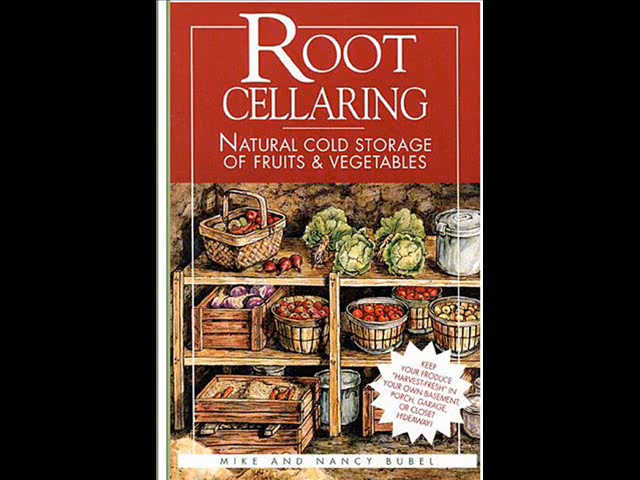 ROOT
CELLARING
NATURAL COLD STORAGE
OF FRUITS & VEGETABLES
KEEP
YOUR PRODUCE
"HARVEST-FRESH" IN
YOUR OWN BASEMENT,
PORCH, GARAGE,
OR CLOSET
HIDEAWAY!
MIKE AND NANCY BUBEL